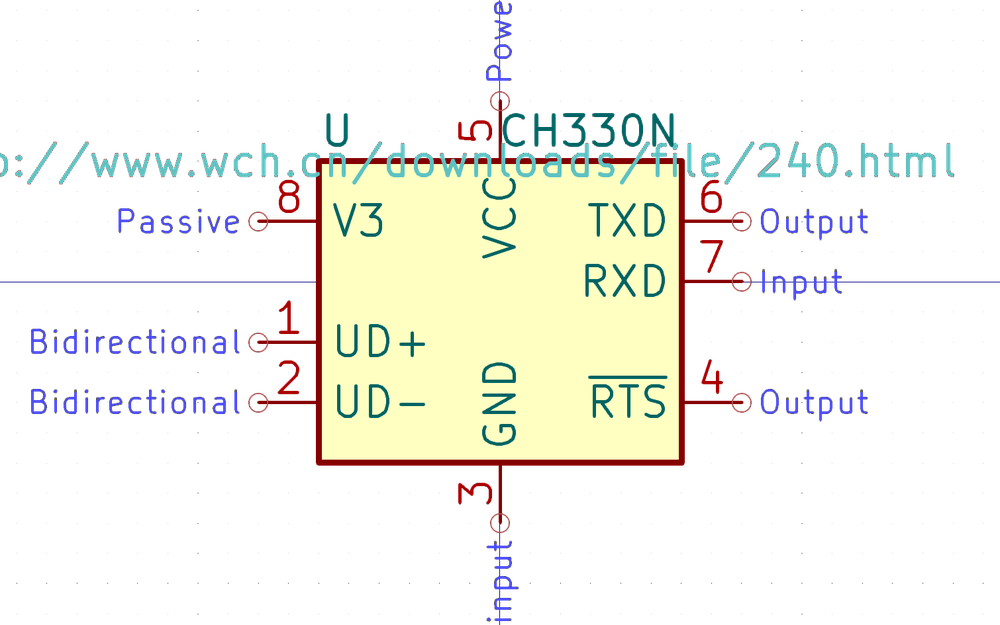 Powe
5
U CH330N
p://www.wch.cn/downloads/file/240.html
Passive 8 V3
VCC
TXD 6 Output
RXD 7 Input
Bidirectional 1 UD+
Bidirectional 2 UD-
GND
RTS 4 Output
3
input